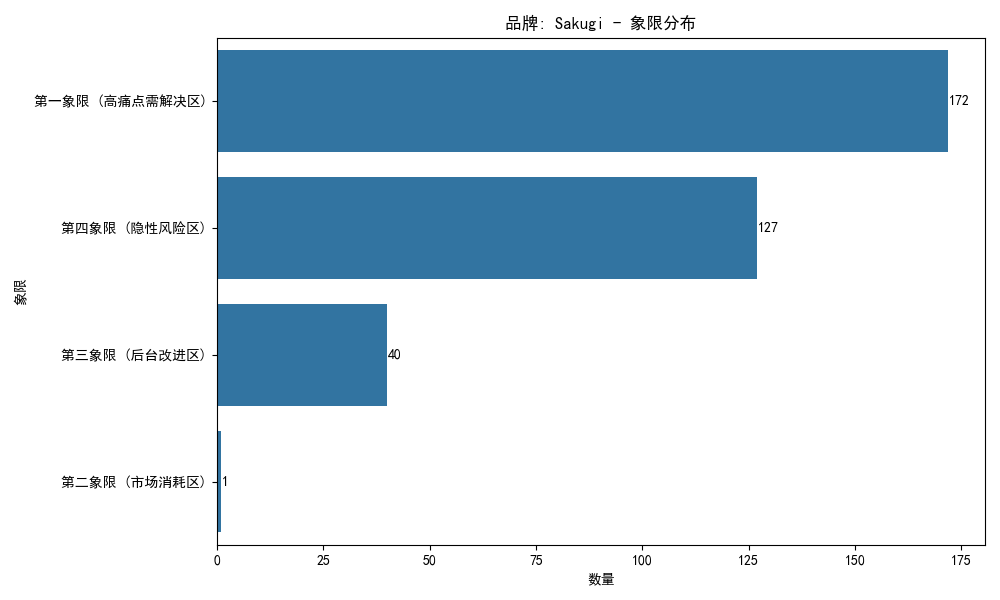 品牌: Sakugi - 象限分布
象限
第一象限 (高痛点需解决区)
172
第四象限 (隐性风险区)
127
第三象限 (后台改进区)
40
第二象限 (市场消耗区)
1
0 25 50 75 100 125 150 175
数量